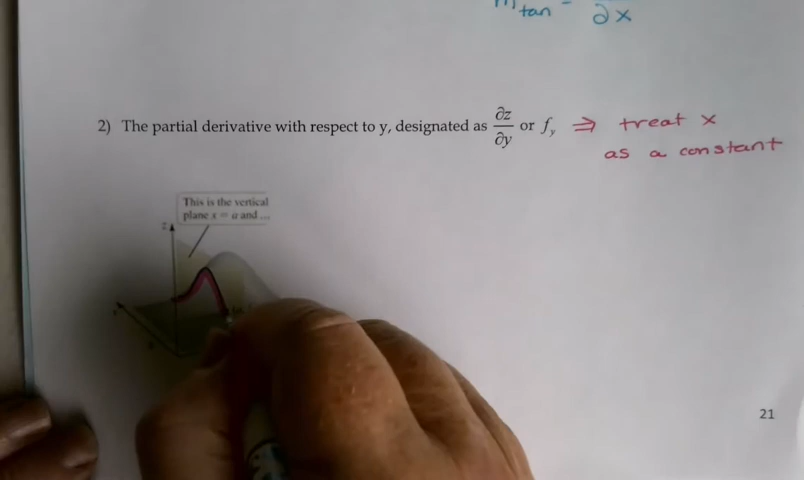 m tan = ∂x
2) The partial derivative with respect to y, designated as ∂z/∂y or f_y ⇒ treat x
as a constant
This is the vertical
plane x = a and ...
z
21